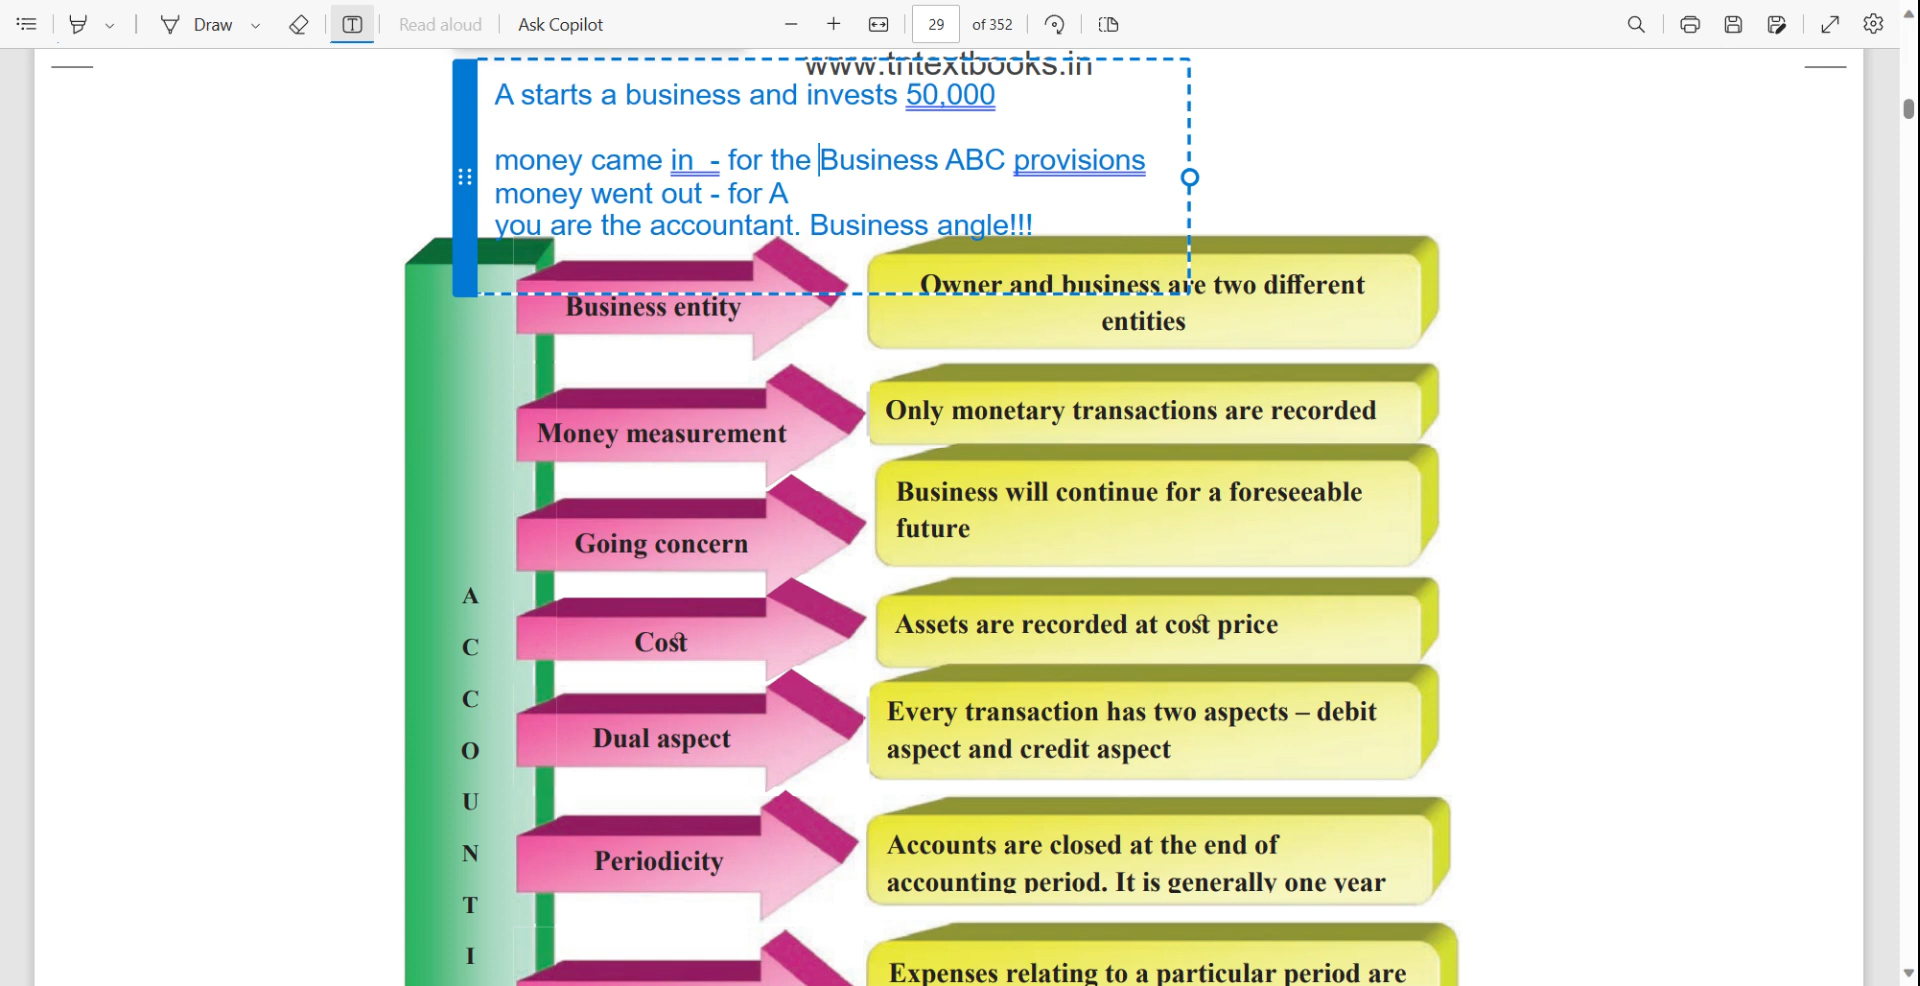 Draw
Read aloud
Ask Copilot
29
of 352
www.tntextbooks.in
A starts a business and invests 50,000
money came in  - for the Business ABC provisions
money went out - for A
you are the accountant. Business angle!!!
Business entity
Owner and business are two different
entities
Money measurement
Only monetary transactions are recorded
Going concern
Business will continue for a foreseeable
future
Cost
Assets are recorded at cost price
Dual aspect
Every transaction has two aspects – debit
aspect and credit aspect
Periodicity
Accounts are closed at the end of
accounting period. It is generally one year
Expenses relating to a particular period are
A
C
C
O
U
N
T
I